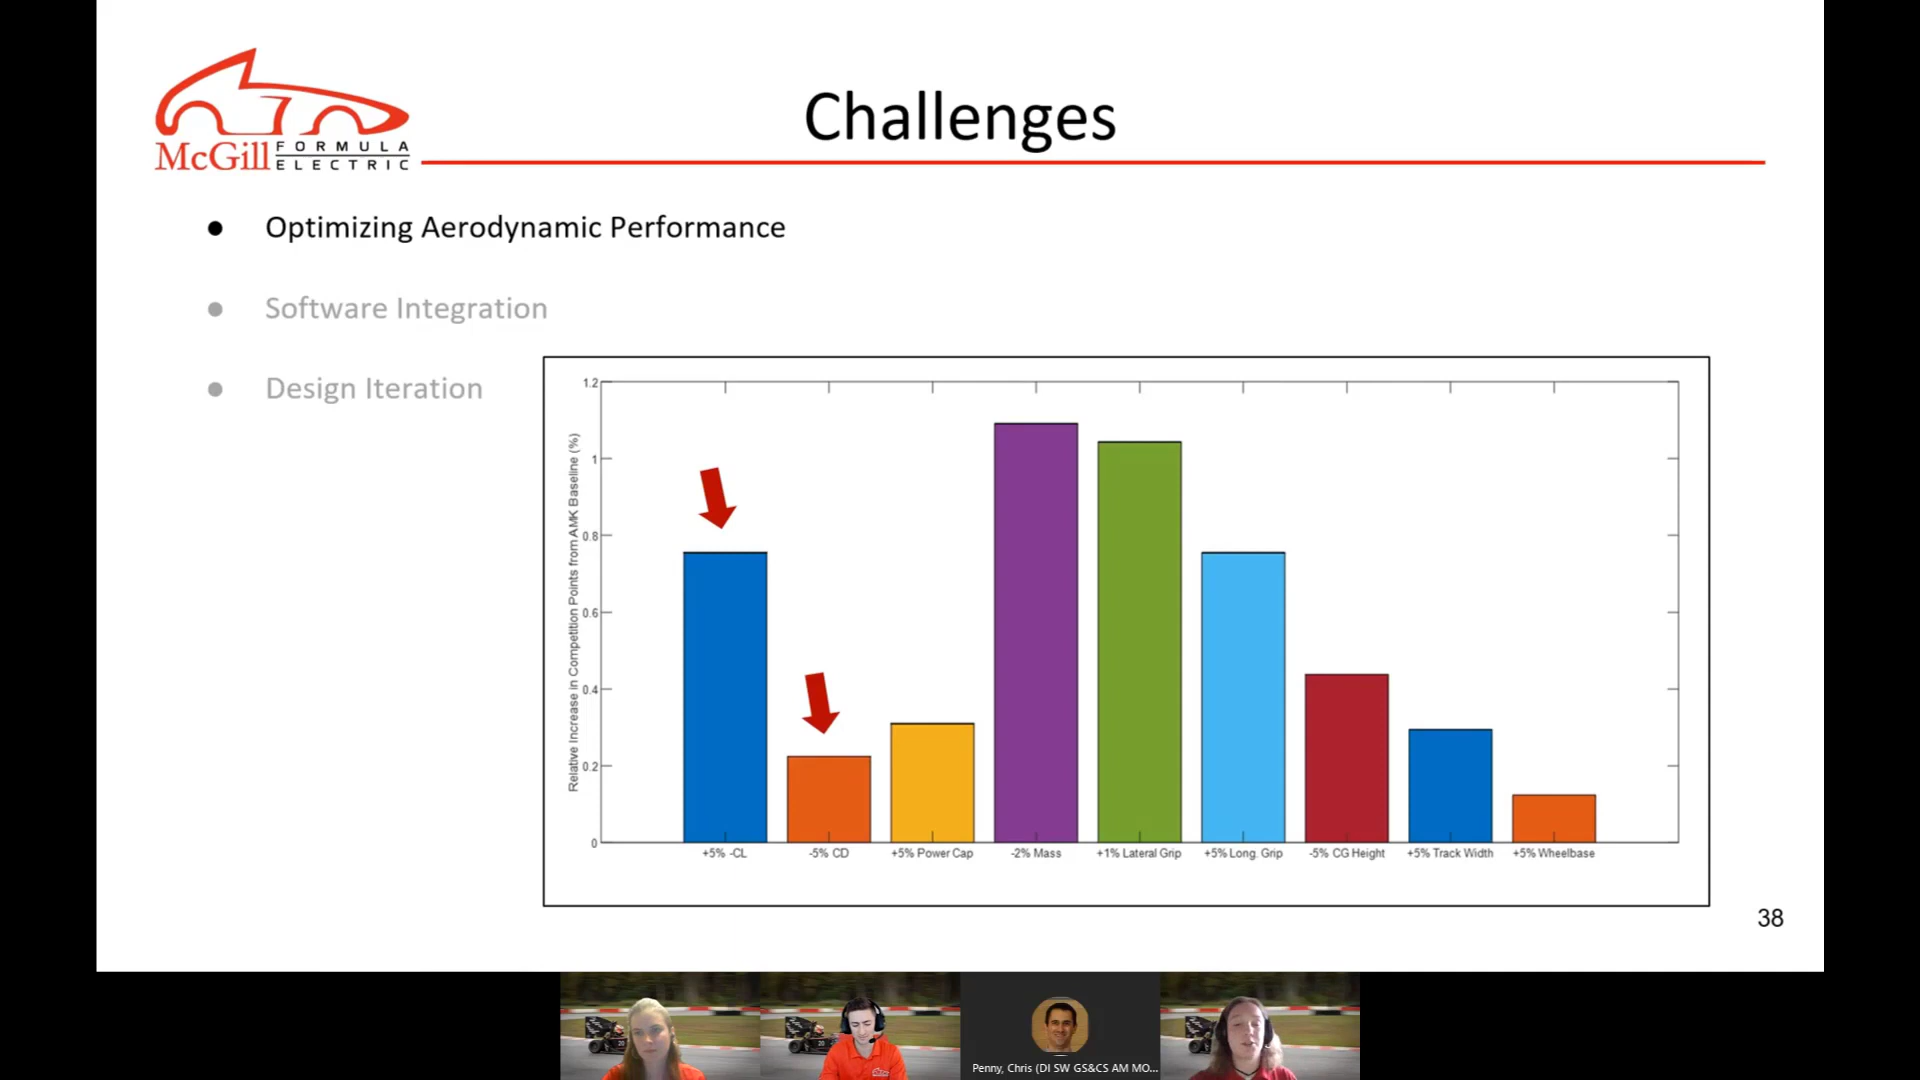 McGill FORMULA
ELECTRIC
Challenges
● Optimizing Aerodynamic Performance
● Software Integration
● Design Iteration
Relative Increase in Competition Points from AMK Baseline (%)
1.2
1
0.8
0.6
0.4
0.2
0
+5% -CL -5% CD +5% Power Cap -2% Mass +1% Lateral Grip +5% Long. Grip -5% CG Height +5% Track Width +5% Wheelbase
38
20
20
Penny, Chris (DI SW GS&CS AM MO...